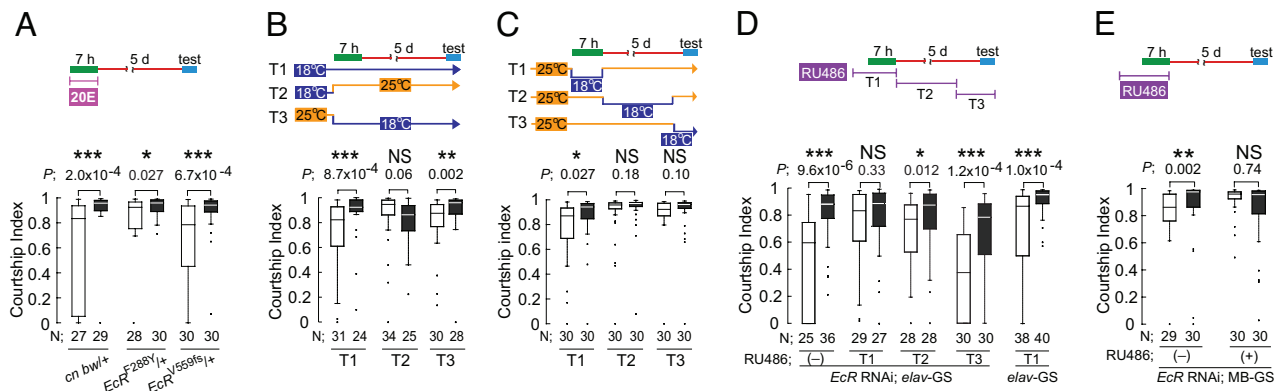 A
7 h
5 d
test
20E
***
*
***
P; 2.0x10⁻⁴ 0.027 6.7x10⁻⁴
Courtship Index
1
0.8
0.6
0.4
0.2
0
N; 27 29 28 30 30 30
cn bw/+
EcR^F288Y/+
EcR^V559fs/+
B
7 h
5 d
test
T1 18°C
T2 18°C 25°C
T3 25°C 18°C
*** NS **
P; 8.7x10⁻⁴ 0.06 0.002
Courtship Index
1
0.8
0.6
0.4
0.2
0
N; 31 24 34 25 30 28
T1 T2 T3
C
7 h
5 d
test
T1 25°C 18°C
T2 25°C 18°C
T3 25°C 18°C
* NS NS
P; 0.027 0.18 0.10
Courtship Index
1
0.8
0.6
0.4
0.2
0
N; 30 30 30 30 30 30
T1 T2 T3
D
7 h
5 d
test
RU486
T1
T2
T3
*** NS * *** ***
P; 9.6x10⁻⁶ 0.33 0.012 1.2x10⁻⁴ 1.0x10⁻⁴
Courtship Index
1
0.8
0.6
0.4
0.2
0
N; 25 36 29 27 28 28 30 30 38 40
RU486; (–) T1 T2 T3 T1
EcR RNAi; elav-GS elav-GS
E
7 h
5 d
test
RU486
** NS
P; 0.002 0.74
Courtship Index
1
0.8
0.6
0.4
0.2
0
N; 29 30 30 30
RU486; (–) (+)
EcR RNAi; MB-GS